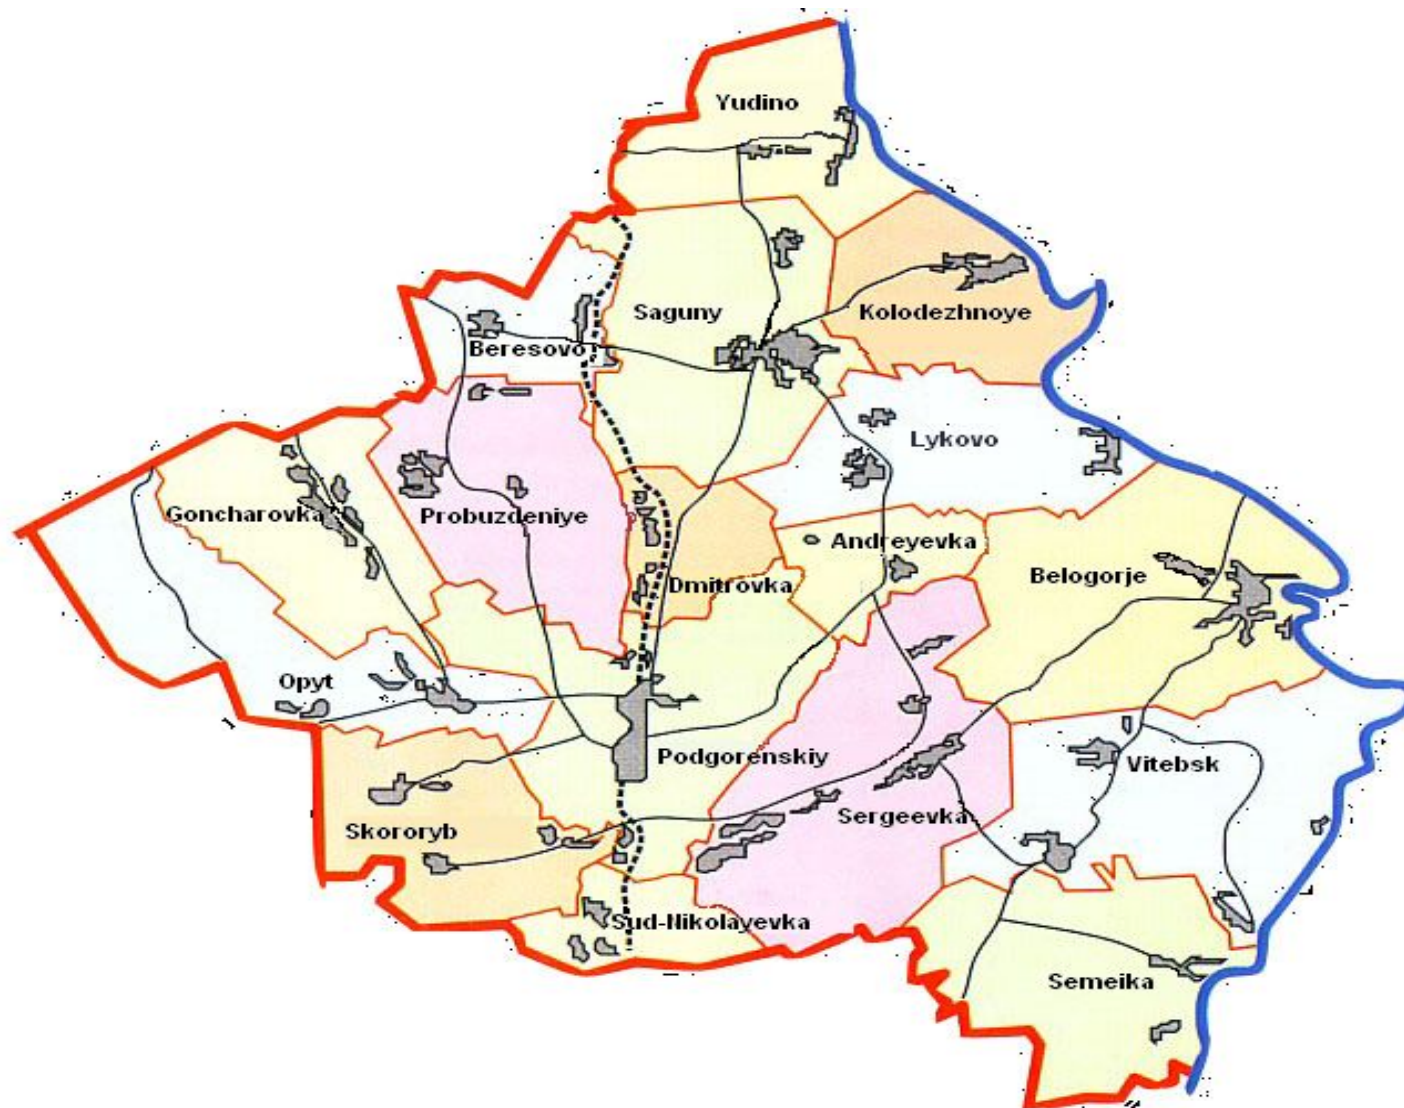 Yudino
Saguny
Kolodezhnoye
Beresovo
Lykovo
Goncharovka
Probuzdeniye
Andreyevka
Dmitrovka
Belogorje
Opyt
Podgorenskiy
Vitebsk
Skororyb
Sergeevka
Sud-Nikolayevka
Semeika